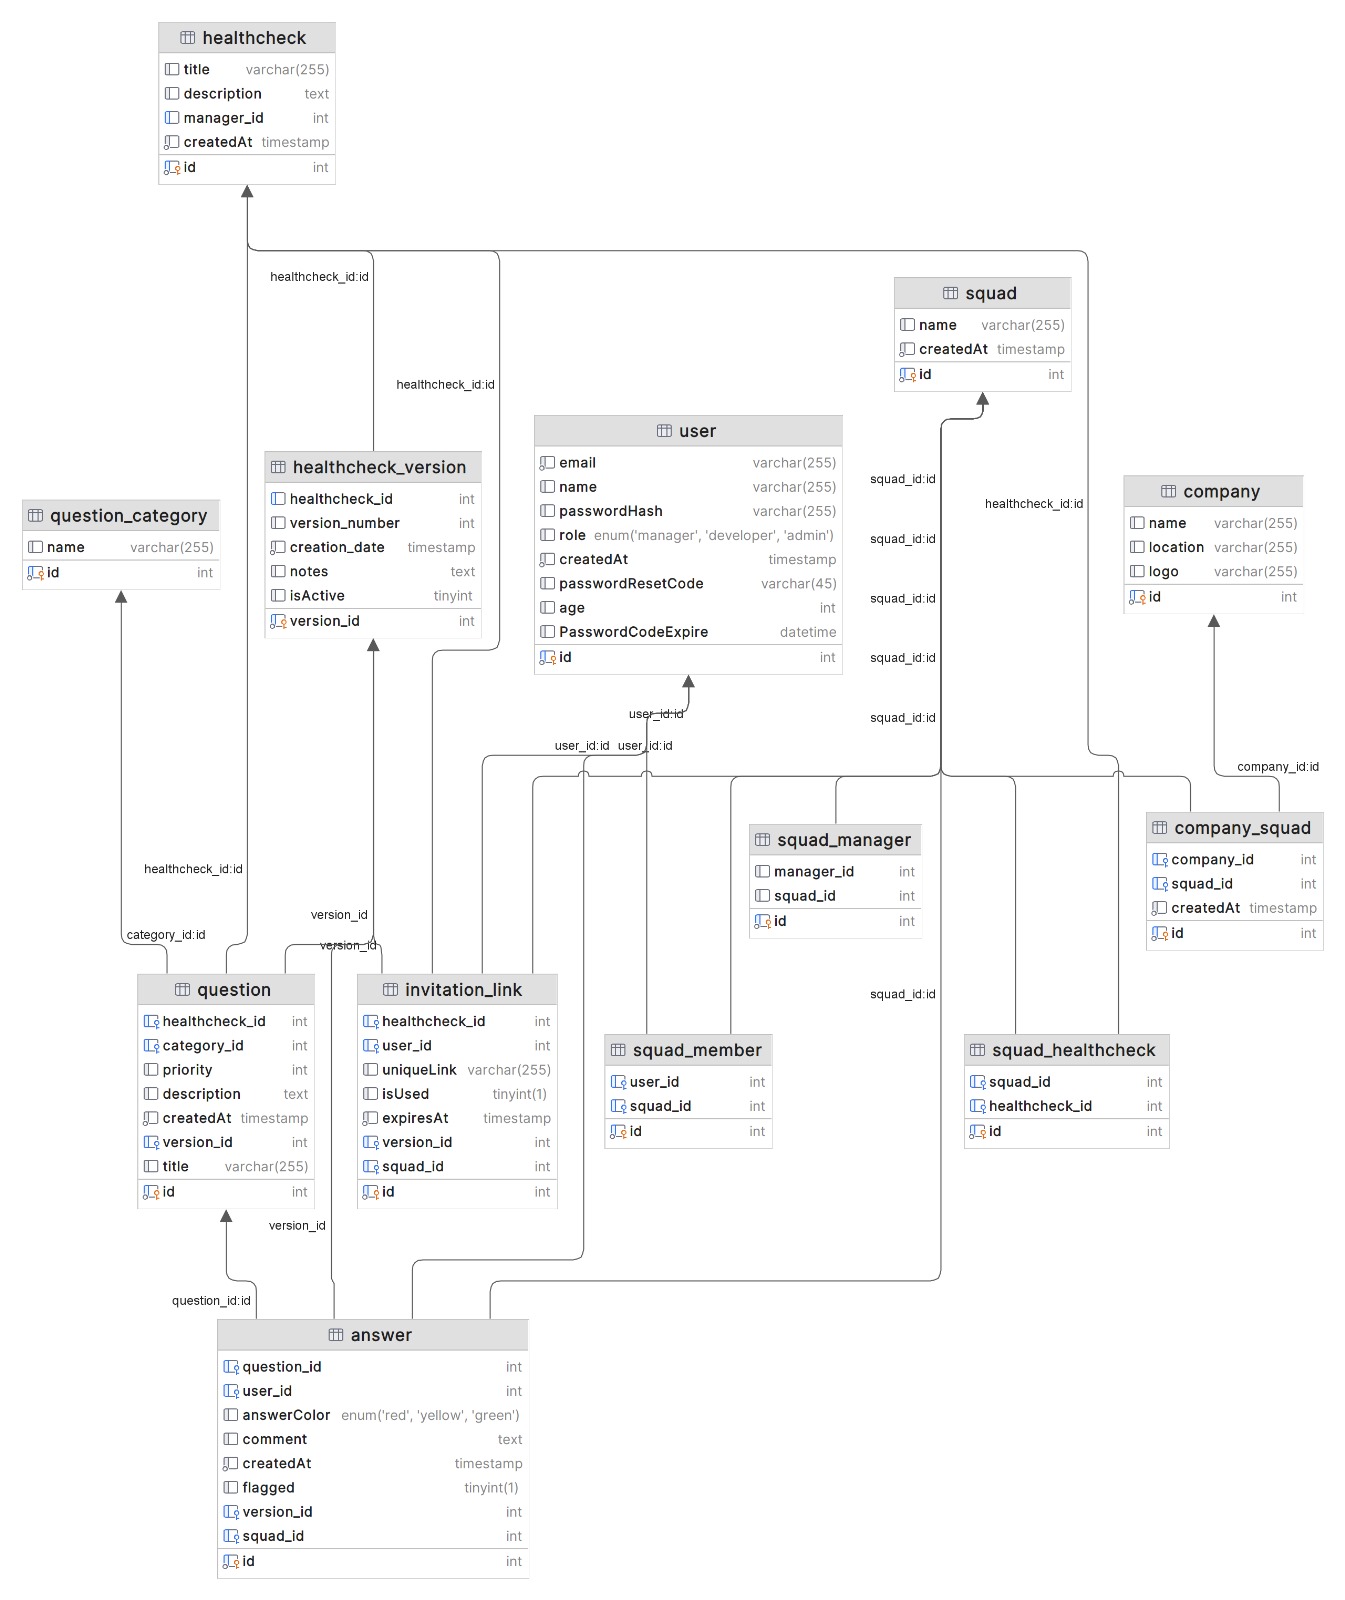 healthcheck
title varchar(255)
description text
manager_id int
createdAt timestamp
id int
healthcheck_id:id
healthcheck_id:id
squad
name varchar(255)
createdAt timestamp
id int
user
email varchar(255)
name varchar(255)
passwordHash varchar(255)
role enum('manager', 'developer', 'admin')
createdAt timestamp
passwordResetCode varchar(45)
age int
PasswordCodeExpire datetime
id int
healthcheck_version
healthcheck_id int
version_number int
creation_date timestamp
notes text
isActive tinyint
version_id int
question_category
name varchar(255)
id int
squad_id:id
squad_id:id
squad_id:id
squad_id:id
squad_id:id
healthcheck_id:id
company
name varchar(255)
location varchar(255)
logo varchar(255)
id int
user_id:id
user_id:id
user_id:id
company_id:id
squad_manager
manager_id int
squad_id int
id int
company_squad
company_id int
squad_id int
createdAt timestamp
id int
healthcheck_id:id
category_id:id
version_id
version_id
question
healthcheck_id int
category_id int
priority int
description text
createdAt timestamp
version_id int
title varchar(255)
id int
invitation_link
healthcheck_id int
user_id int
uniqueLink varchar(255)
isUsed tinyint(1)
expiresAt timestamp
version_id int
squad_id int
id int
squad_id:id
squad_member
user_id int
squad_id int
id int
squad_healthcheck
squad_id int
healthcheck_id int
id int
version_id
question_id:id
answer
question_id int
user_id int
answerColor enum('red', 'yellow', 'green')
comment text
createdAt timestamp
flagged tinyint(1)
version_id int
squad_id int
id int